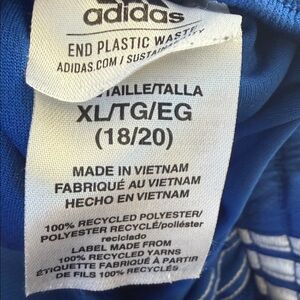 adidas
END PLASTIC WASTE
ADIDAS.COM / SUSTAINABILITY
/TAILLE/TALLA
XL/TG/EG
(18/20)
MADE IN VIETNAM
FABRIQUÉ AU VIETNAM
HECHO EN VIETNAM
100% RECYCLED POLYESTER/
POLYESTER RECYCLÉ/poliéster
reciclado
LABEL MADE FROM
100% RECYCLED YARNS
ÉTIQUETTE FABRIQUÉE À PARTIR
DE FILS 100% RECYCLÉS